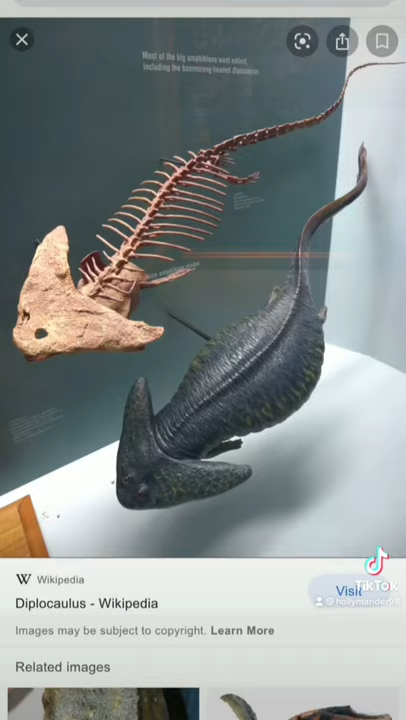 Most of the big amphibians went extinct,
including the boomerang-headed diplocaulus
W Wikipedia
Visit
TikTok
Diplocaulus - Wikipedia
Images may be subject to copyright. Learn More
Related images